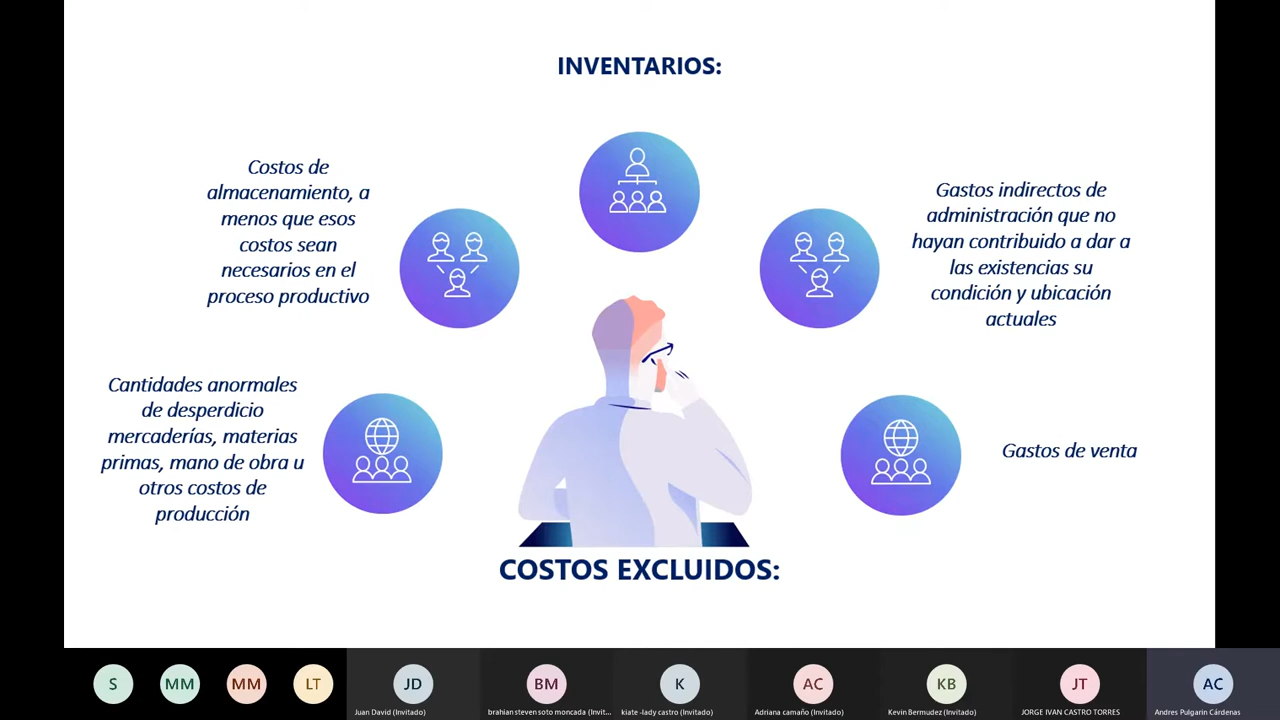 INVENTARIOS:
Costos de
almacenamiento, a
menos que esos
costos sean
necesarios en el
proceso productivo
Gastos indirectos de
administración que no
hayan contribuido a dar a
las existencias su
condición y ubicación
actuales
Cantidades anormales
de desperdicio
mercaderías, materias
primas, mano de obra u
otros costos de
producción
Gastos de venta
COSTOS EXCLUIDOS:
S
MM
MM
LT
JD
BM
K
AC
KB
JT
AC
Juan David (Invitado)
brahian steven soto moncada (Invit...
kiate -lady castro (Invitado)
Adriana camaño (Invitado)
Kevin Bermudez (Invitado)
JORGE IVAN CASTRO TORRES
Andres Pulgarin Cárdenas